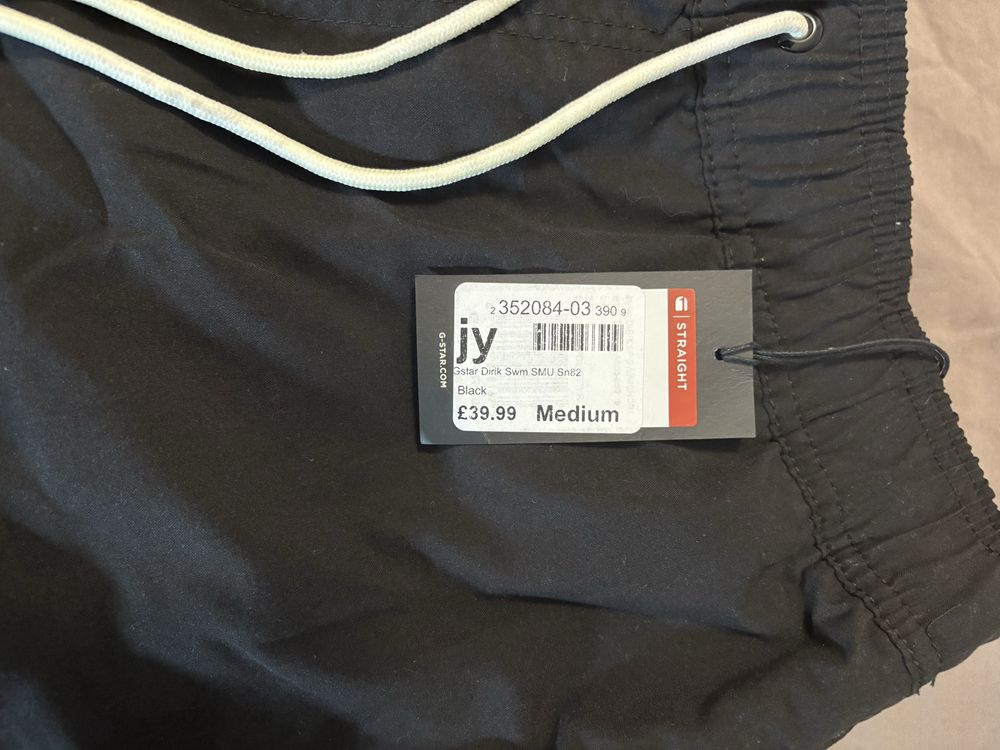 2 352084-03 390 9
jy
Gstar Dirik Swm SMU Sn82
Black
£39.99 Medium
G-STAR.COM
STRAIGHT